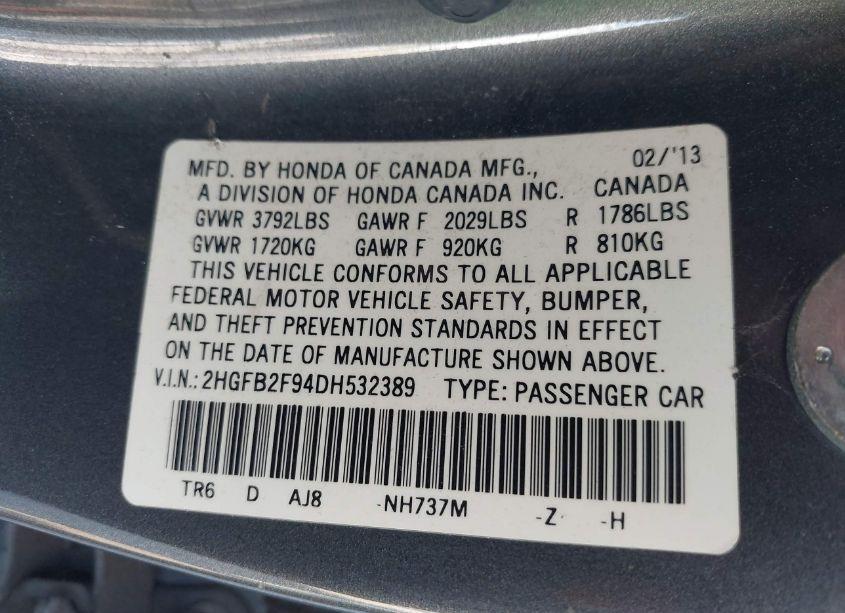 MFD. BY HONDA OF CANADA MFG., 02/'13
A DIVISION OF HONDA CANADA INC. CANADA
GVWR 3792LBS GAWR F 2029LBS R 1786LBS
GVWR 1720KG GAWR F 920KG R 810KG
THIS VEHICLE CONFORMS TO ALL APPLICABLE
FEDERAL MOTOR VEHICLE SAFETY, BUMPER,
AND THEFT PREVENTION STANDARDS IN EFFECT
ON THE DATE OF MANUFACTURE SHOWN ABOVE.
V.I.N.: 2HGFB2F94DH532389 TYPE: PASSENGER CAR
TR6 D AJ8 -NH737M -Z -H